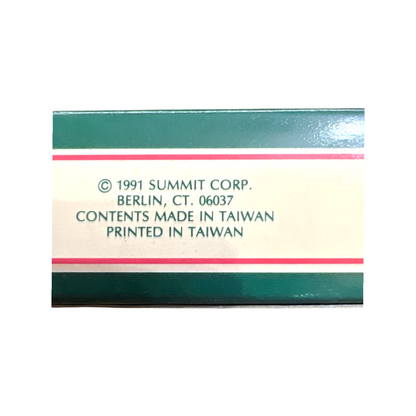 © 1991 SUMMIT CORP.
BERLIN, CT. 06037
CONTENTS MADE IN TAIWAN
PRINTED IN TAIWAN